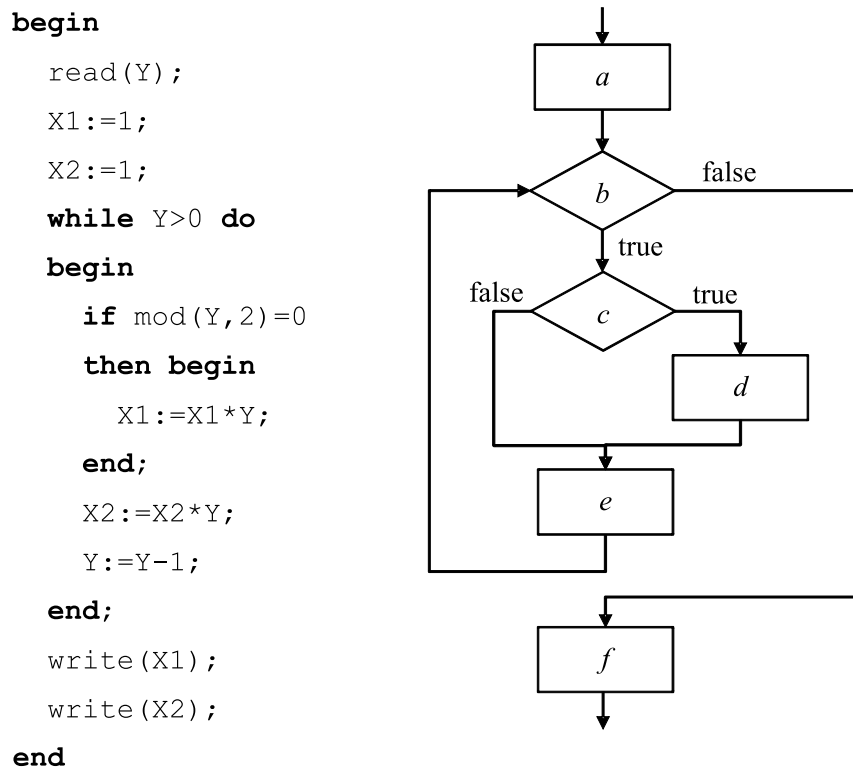 begin
read(Y);
X1:=1;
X2:=1;
while Y>0 do
begin
if mod(Y,2)=0
then begin
X1:=X1*Y;
end;
X2:=X2*Y;
Y:=Y-1;
end;
write(X1);
write(X2);
end
a
b
false
true
c
false
true
d
e
f